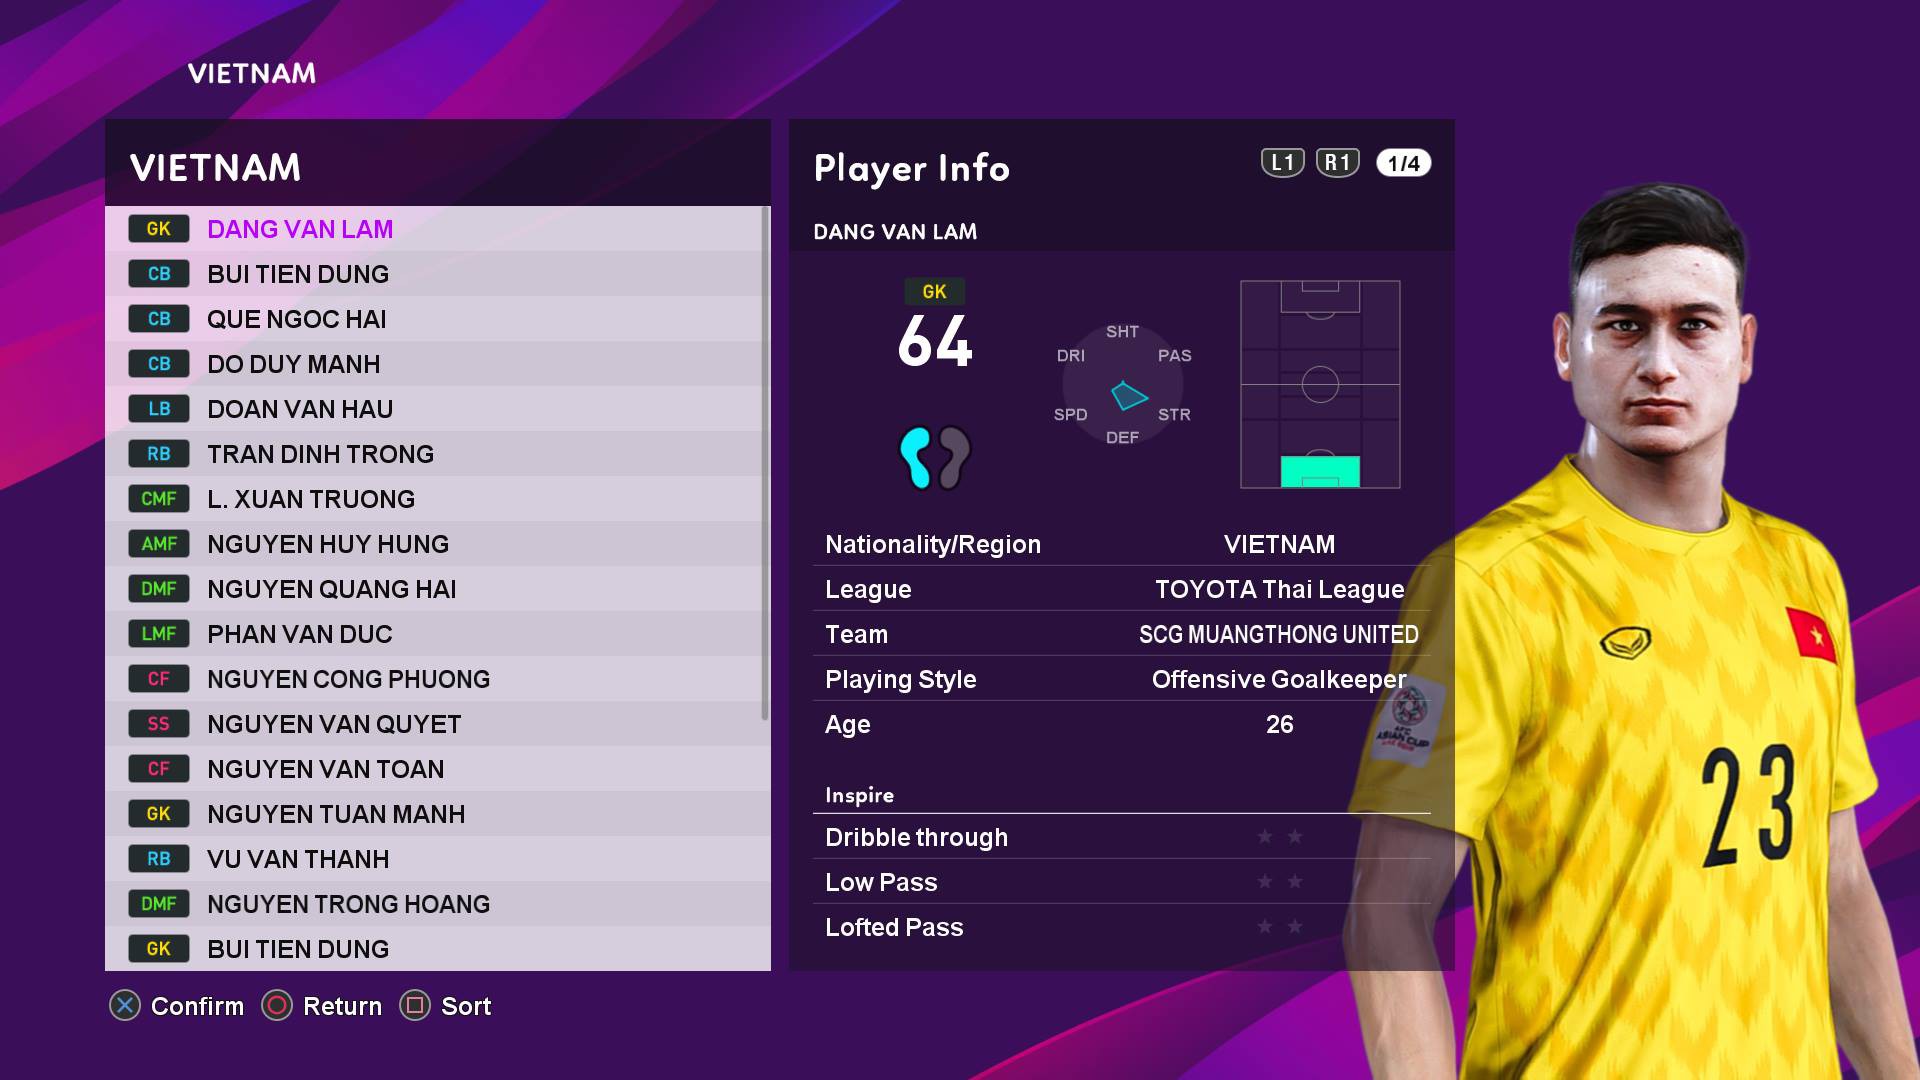 VIETNAM
VIETNAM
GK DANG VAN LAM
CB BUI TIEN DUNG
CB QUE NGOC HAI
CB DO DUY MANH
LB DOAN VAN HAU
RB TRAN DINH TRONG
CMF L. XUAN TRUONG
AMF NGUYEN HUY HUNG
DMF NGUYEN QUANG HAI
LMF PHAN VAN DUC
CF NGUYEN CONG PHUONG
SS NGUYEN VAN QUYET
CF NGUYEN VAN TOAN
GK NGUYEN TUAN MANH
RB VU VAN THANH
DMF NGUYEN TRONG HOANG
GK BUI TIEN DUNG
Confirm Return Sort
Player Info L1 R1 1/4
DANG VAN LAM
GK
64
SHT
DRI PAS
SPD STR
DEF
Nationality/Region VIETNAM
League TOYOTA Thai League
Team SCG MUANGTHONG UNITED
Playing Style Offensive Goalkeeper
Age 26
Inspire
Dribble through
Low Pass
Lofted Pass
AFC
ASIAN CUP
23